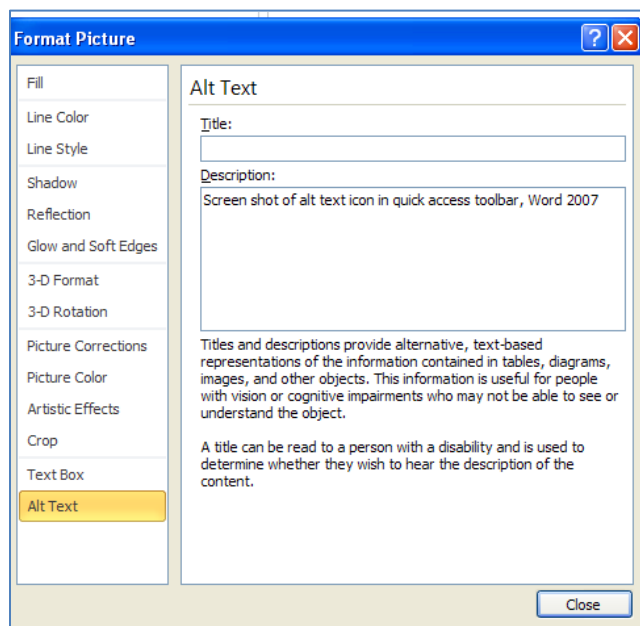 Format Picture
Fill
Line Color
Line Style
Shadow
Reflection
Glow and Soft Edges
3-D Format
3-D Rotation
Picture Corrections
Picture Color
Artistic Effects
Crop
Text Box
Alt Text
Alt Text
Title:
Description:
Screen shot of alt text icon in quick access toolbar, Word 2007
Titles and descriptions provide alternative, text-based
representations of the information contained in tables, diagrams,
images, and other objects. This information is useful for people
with vision or cognitive impairments who may not be able to see or
understand the object.
A title can be read to a person with a disability and is used to
determine whether they wish to hear the description of the
content.
Close